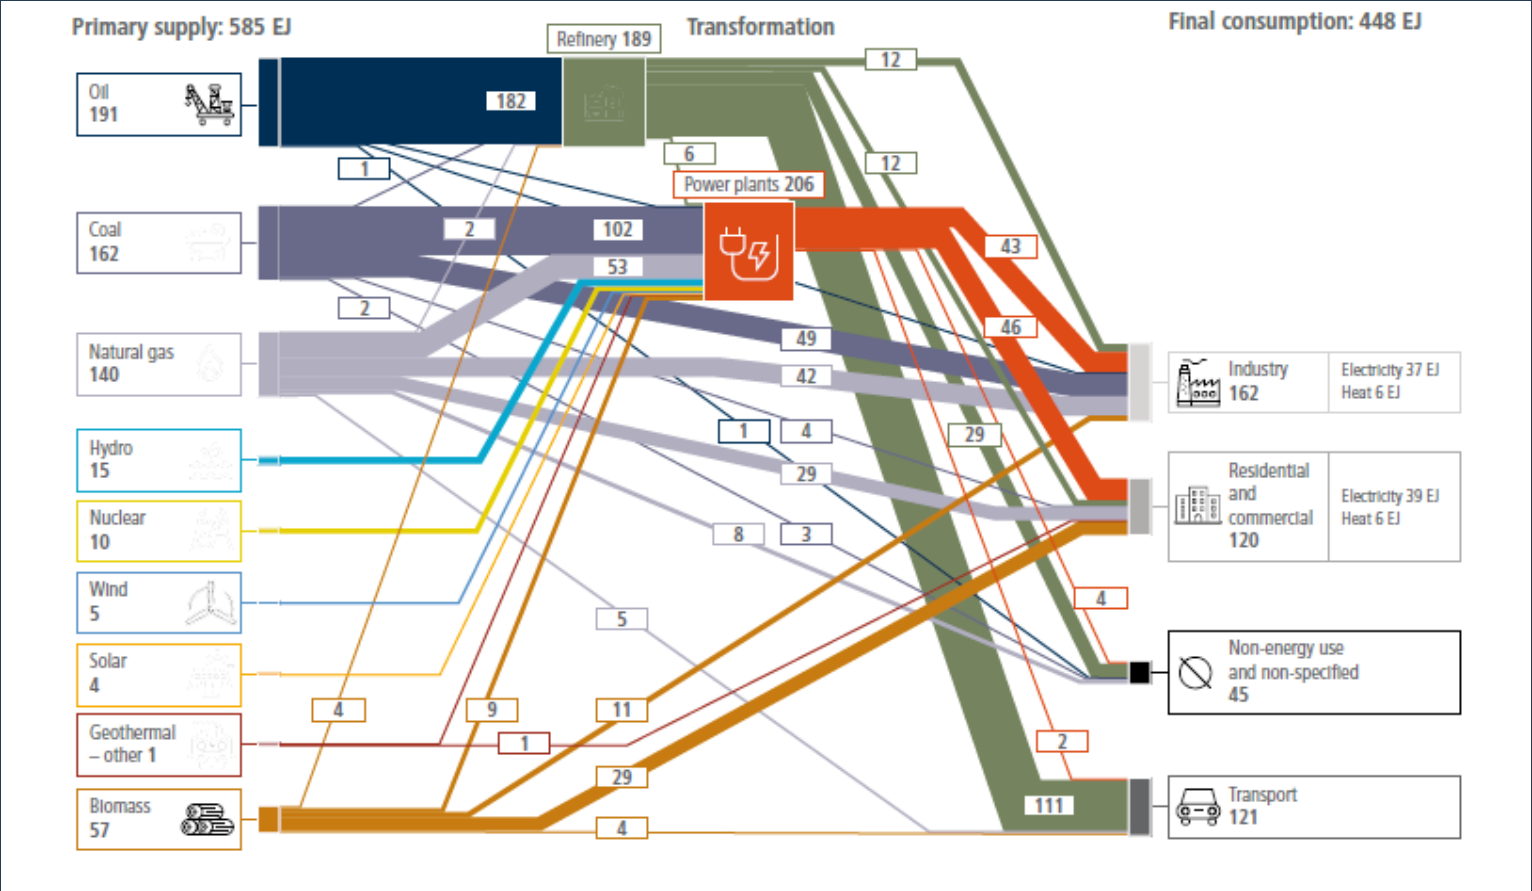 Primary supply: 585 EJ
Transformation
Final consumption: 448 EJ
Refinery 189
Oil
191
182
12
1
6
12
Power plants 206
Coal
162
2
102
43
53
2
46
49
Natural gas
140
42
Industry
162
Electricity 37 EJ
Heat 6 EJ
1
4
29
29
Hydro
15
Residential
and
commercial
120
Electricity 39 EJ
Heat 6 EJ
Nuclear
10
8
3
Wind
5
4
5
Solar
4
Non-energy use
and non-specified
45
4
9
11
Geothermal
– other 1
1
2
29
Biomass
57
4
111
Transport
121